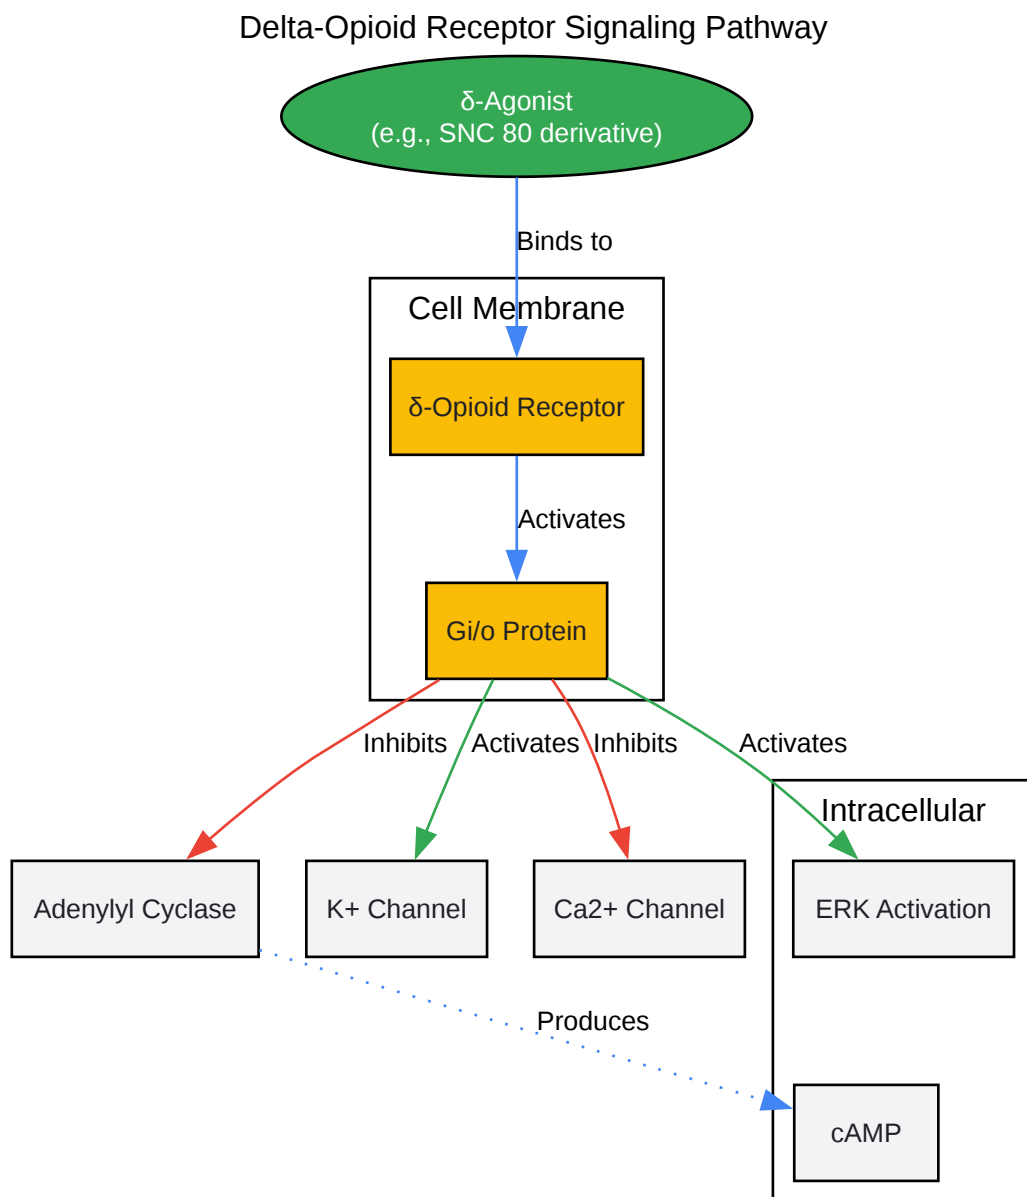 Delta-Opioid Receptor Signaling Pathway
δ-Agonist
(e.g., SNC 80 derivative)
Binds to
Cell Membrane
δ-Opioid Receptor
Activates
Gi/o Protein
Inhibits
Activates
Inhibits
Activates
Intracellular
Adenylyl Cyclase
K+ Channel
Ca2+ Channel
ERK Activation
Produces
cAMP